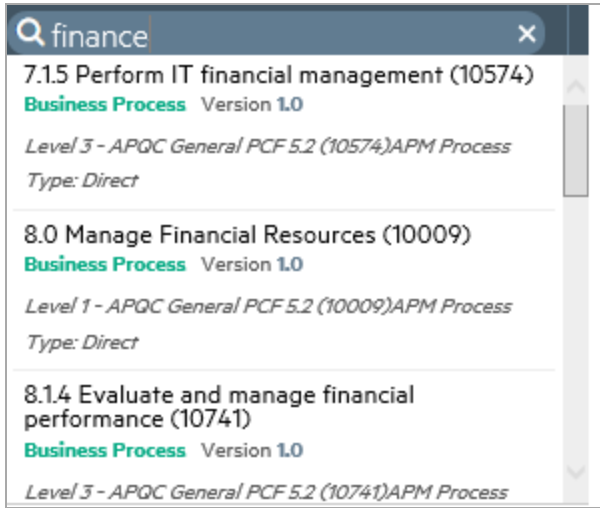 finance
7.1.5 Perform IT financial management (10574)
Business Process Version 1.0
Level 3 - APQC General PCF 5.2 (10574)APM Process
Type: Direct
8.0 Manage Financial Resources (10009)
Business Process Version 1.0
Level 1 - APQC General PCF 5.2 (10009)APM Process
Type: Direct
8.1.4 Evaluate and manage financial
performance (10741)
Business Process Version 1.0
Level 3 - APQC General PCF 5.2 (10741)APM Process